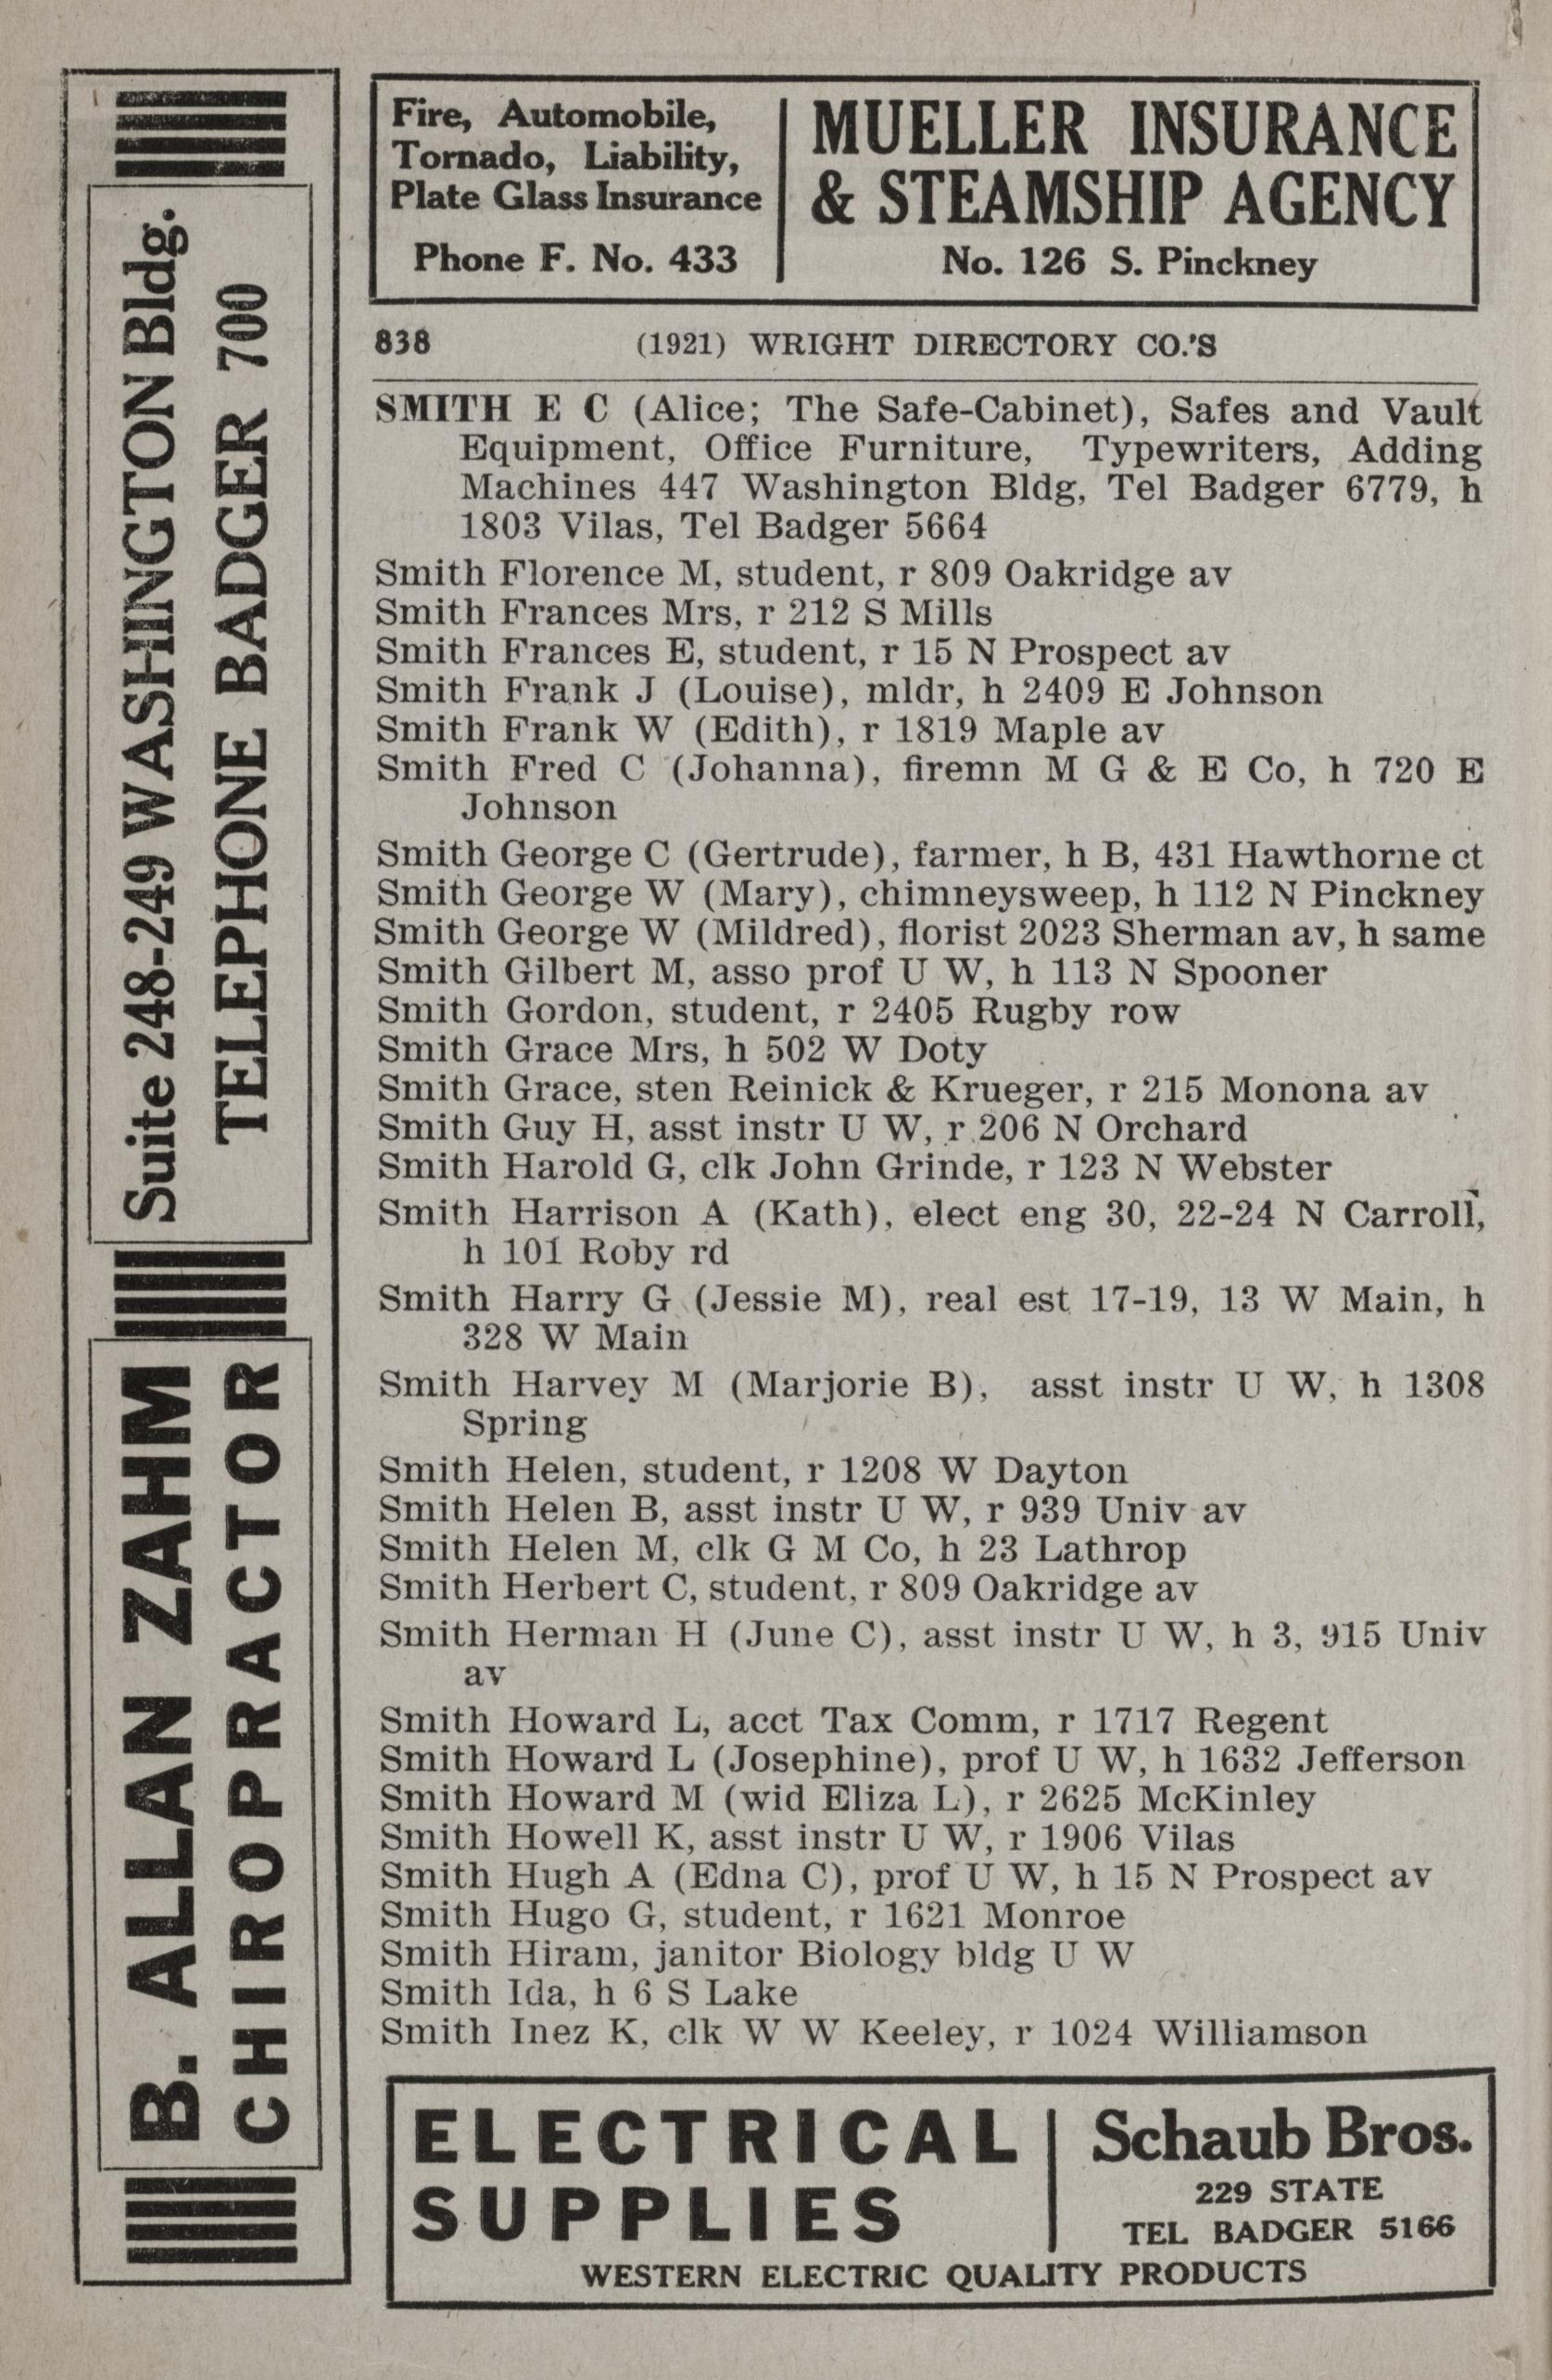 Fire, Automobile,
Tornado, Liability,
Plate Glass Insurance
Phone F. No. 433
MUELLER INSURANCE
& STEAMSHIP AGENCY
No. 126 S. Pinckney
B. ALLAN ZAHM
CHIROPRACTOR
Suite 248-249 WASHINGTON Bldg.
TELEPHONE BADGER 700
838 (1921) WRIGHT DIRECTORY CO.'S
SMITH E C (Alice; The Safe-Cabinet), Safes and Vault
Equipment, Office Furniture, Typewriters, Adding
Machines 447 Washington Bldg, Tel Badger 6779, h
1803 Vilas, Tel Badger 5664
Smith Florence M, student, r 809 Oakridge av
Smith Frances Mrs, r 212 S Mills
Smith Frances E, student, r 15 N Prospect av
Smith Frank J (Louise), mldr, h 2409 E Johnson
Smith Frank W (Edith), r 1819 Maple av
Smith Fred C (Johanna), firemn M G & E Co, h 720 E
Johnson
Smith George C (Gertrude), farmer, h B, 431 Hawthorne ct
Smith George W (Mary), chimneysweep, h 112 N Pinckney
Smith George W (Mildred), florist 2023 Sherman av, h same
Smith Gilbert M, asso prof U W, h 113 N Spooner
Smith Gordon, student, r 2405 Rugby row
Smith Grace Mrs, h 502 W Doty
Smith Grace, sten Reinick & Krueger, r 215 Monona av
Smith Guy H, asst instr U W, r 206 N Orchard
Smith Harold G, clk John Grinde, r 123 N Webster
Smith Harrison A (Kath), elect eng 30, 22-24 N Carroll,
h 101 Roby rd
Smith Harry G (Jessie M), real est 17-19, 13 W Main, h
328 W Main
Smith Harvey M (Marjorie B), asst instr U W, h 1308
Spring
Smith Helen, student, r 1208 W Dayton
Smith Helen B, asst instr U W, r 939 Univ av
Smith Helen M, clk G M Co, h 23 Lathrop
Smith Herbert C, student, r 809 Oakridge av
Smith Herman H (June C), asst instr U W, h 3, 915 Univ
av
Smith Howard L, acct Tax Comm, r 1717 Regent
Smith Howard L (Josephine), prof U W, h 1632 Jefferson
Smith Howard M (wid Eliza L), r 2625 McKinley
Smith Howell K, asst instr U W, r 1906 Vilas
Smith Hugh A (Edna C), prof U W, h 15 N Prospect av
Smith Hugo G, student, r 1621 Monroe
Smith Hiram, janitor Biology bldg U W
Smith Ida, h 6 S Lake
Smith Inez K, clk W W Keeley, r 1024 Williamson
ELECTRICAL
SUPPLIES
Schaub Bros.
229 STATE
TEL BADGER 5166
WESTERN ELECTRIC QUALITY PRODUCTS